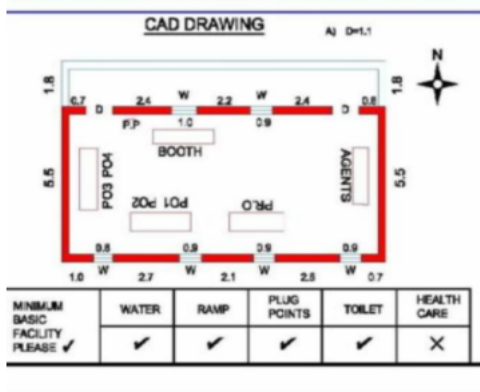 CAD DRAWING
A) D=1.1
N
1.8
1.8
0.7 D 2.4 W 2.2 W 2.4 D 0.8
P.P 1.0 0.9
BOOTH
5.5
PO3 PO4
AGENTS
5.5
PO1 PO2
PRLO
0.8 0.9 0.9 0.9
W W W W
1.0 2.7 2.1 2.5 0.7
MINIMUM BASIC FACILITY PLEASE ✓
WATER RAMP PLUG POINTS TOILET HEALTH CARE
✓ ✓ ✓ ✓ ✕